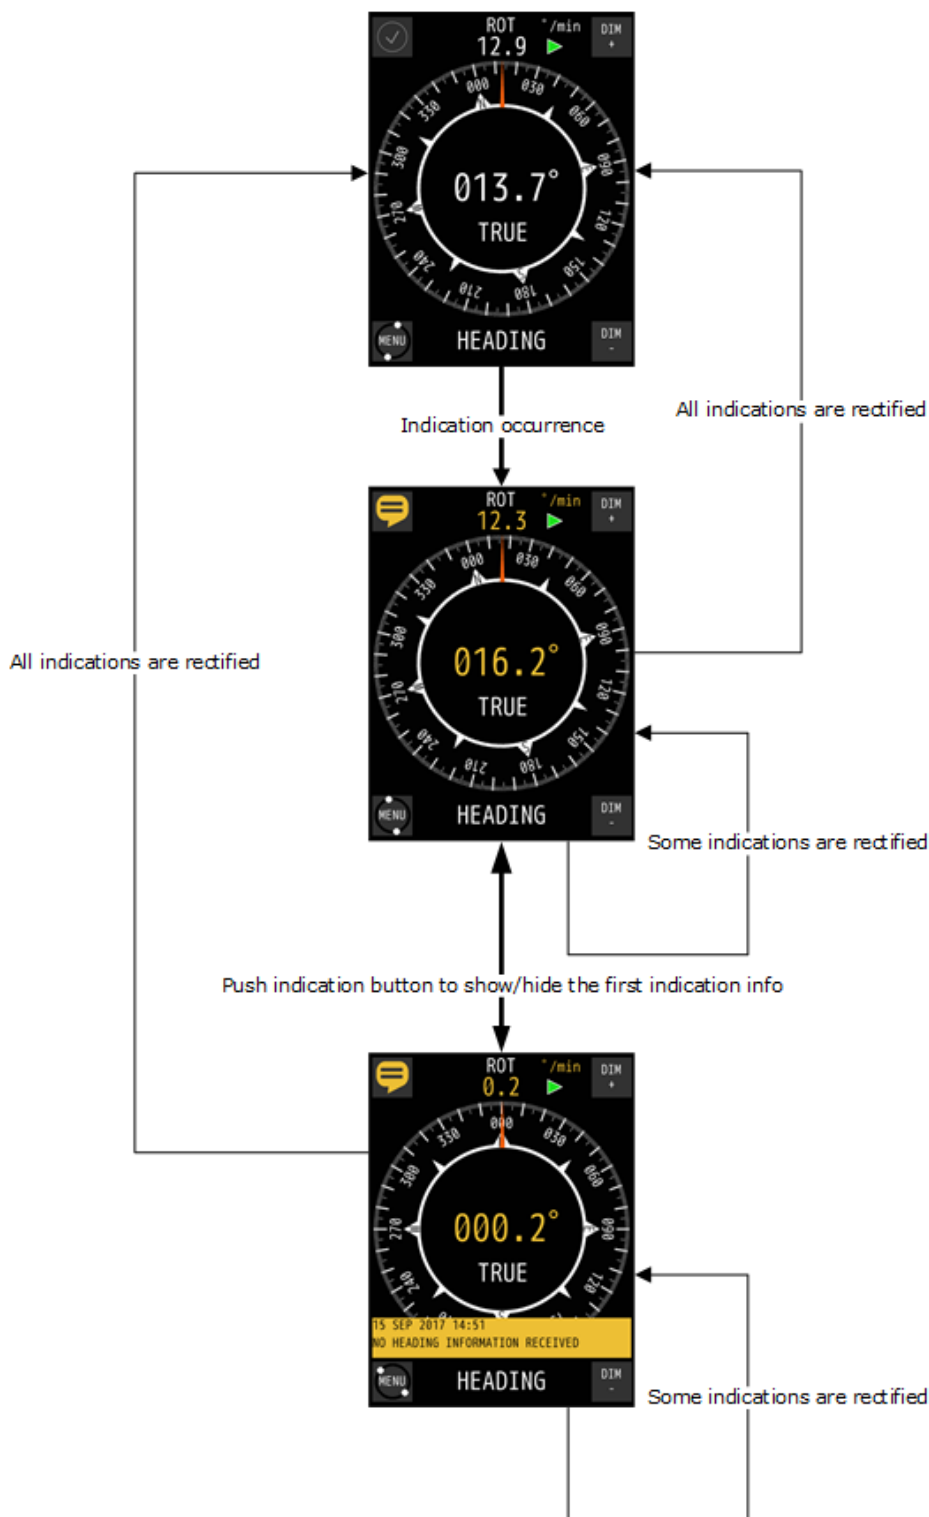 ROT °/min
12.9
DIM
+
000 030 060 090 120 150 180 210 240 270 300 330
N E S W
013.7°
TRUE
MENU
HEADING
DIM
-
Indication occurrence
All indications are rectified
ROT °/min
12.3
DIM
+
000 030 060 090 120 150 180 210 240 270 300 330
N E S W
016.2°
TRUE
All indications are rectified
MENU
HEADING
DIM
-
Some indications are rectified
Push indication button to show/hide the first indication info
ROT °/min
0.2
DIM
+
000 030 060 090 120 240 270 300 330
000.2°
TRUE
15 SEP 2017 14:51
NO HEADING INFORMATION RECEIVED
MENU
HEADING
DIM
-
Some indications are rectified